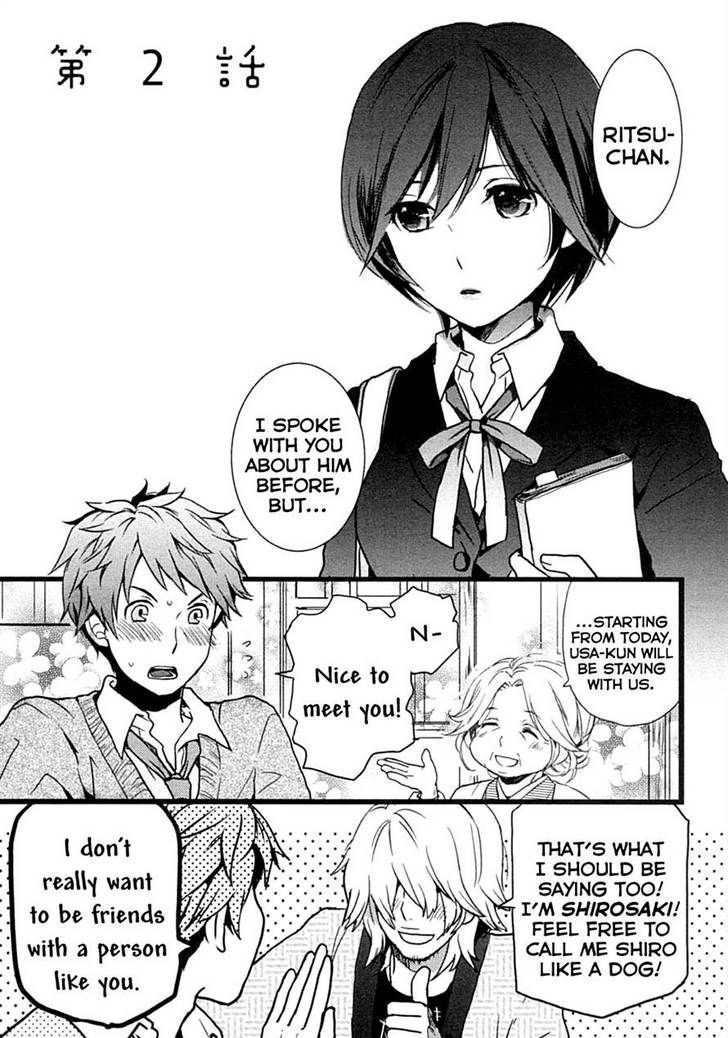 第2話
RITSU-
CHAN.
I SPOKE
WITH YOU
ABOUT HIM
BEFORE,
BUT...
...STARTING
FROM TODAY,
USA-KUN WILL
BE STAYING
WITH US.
N-
Nice to
meet you!
THAT'S WHAT
I SHOULD BE
SAYING TOO!
I'M SHIROSAKI!
FEEL FREE TO
CALL ME SHIRO
LIKE A DOG!
I don't
really want
to be friends
with a person
like you.